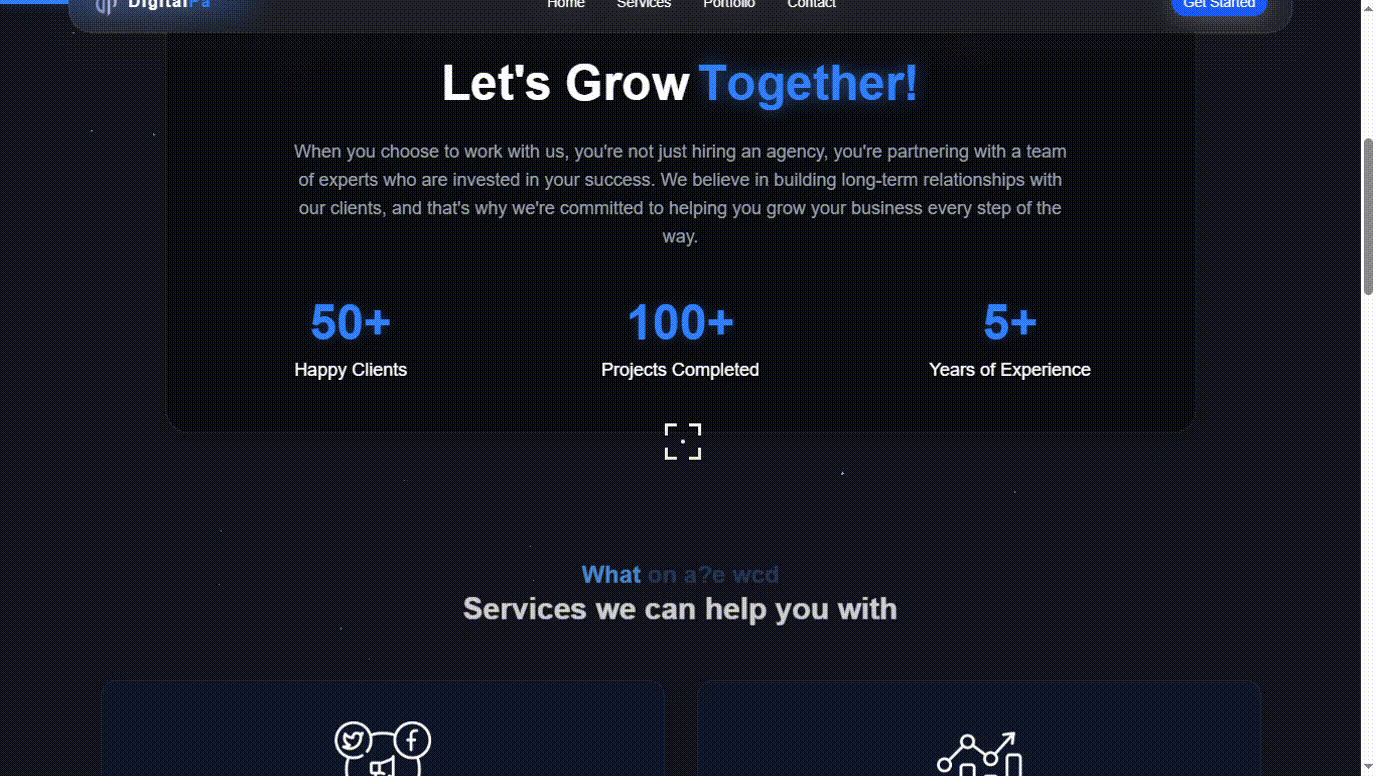 DigitalPa
Home
Services
Portfolio
Contact
Get Started
Let's Grow Together!
When you choose to work with us, you're not just hiring an agency, you're partnering with a team
of experts who are invested in your success. We believe in building long-term relationships with
our clients, and that's why we're committed to helping you grow your business every step of the
way.
50+
100+
5+
Happy Clients
Projects Completed
Years of Experience
What on a?e wcd
Services we can help you with